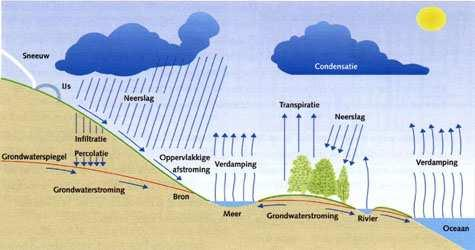 Sneeuw
IJs
Neerslag
Condensatie
Transpiratie
Neerslag
Infiltratie
Percolatie
Grondwaterspiegel
Grondwaterstroming
Oppervlakkige
afstroming
Verdamping
Verdamping
Bron
Meer
Grondwaterstroming
Rivier
Oceaan